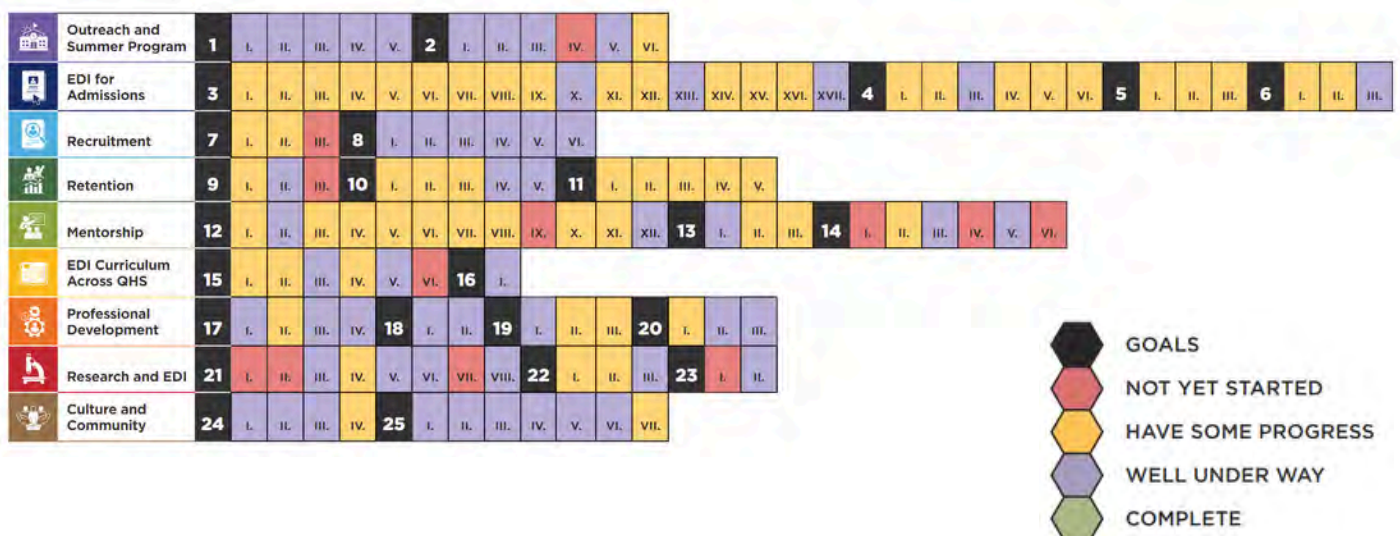 Outreach and
Summer Program
1 I. II. III. IV. V. 2 I. II. III. IV. V. VI.
EDI for
Admissions
3 I. II. III. IV. V. VI. VII. VIII. IX. X. XI. XII. XIII. XIV. XV. XVI. XVII. 4 I. II. III. IV. V. VI. 5 I. II. III. 6 I. II. III.
Recruitment 7 I. II. III. 8 I. II. III. IV. V. VI.
Retention 9 I. II. III. 10 I. II. III. IV. V. 11 I. II. III. IV. V.
Mentorship 12 I. II. III. IV. V. VI. VII. VIII. IX. X. XI. XII. 13 I. II. III. 14 I. II. III. IV. V. VI.
EDI Curriculum
Across QHS
15 I. II. III. IV. V. VI. 16 I.
Professional
Development
17 I. II. III. IV. 18 I. II. 19 I. II. III. 20 I. II. III.
Research and EDI 21 I. II. III. IV. V. VI. VII. VIII. 22 I. II. III. 23 I. II.
Culture and
Community
24 I. II. III. IV. 25 I. II. III. IV. V. VI. VII.
GOALS
NOT YET STARTED
HAVE SOME PROGRESS
WELL UNDER WAY
COMPLETE